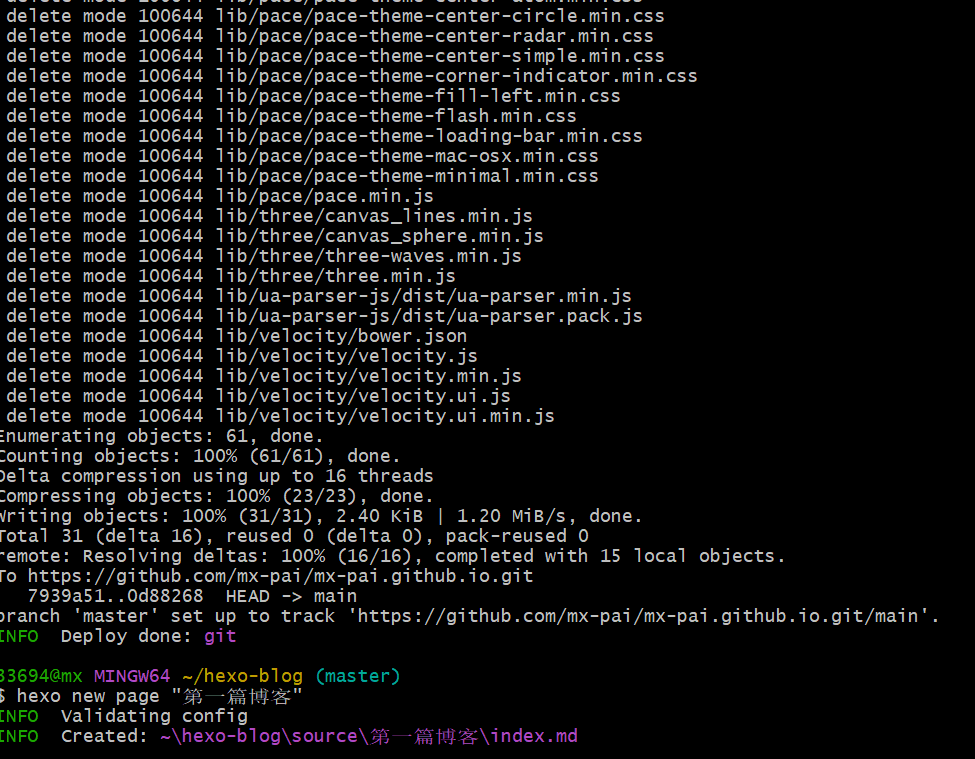 delete mode 100644 lib/pace/pace-theme-center-circle.min.css
delete mode 100644 lib/pace/pace-theme-center-radar.min.css
delete mode 100644 lib/pace/pace-theme-center-simple.min.css
delete mode 100644 lib/pace/pace-theme-corner-indicator.min.css
delete mode 100644 lib/pace/pace-theme-fill-left.min.css
delete mode 100644 lib/pace/pace-theme-flash.min.css
delete mode 100644 lib/pace/pace-theme-loading-bar.min.css
delete mode 100644 lib/pace/pace-theme-mac-osx.min.css
delete mode 100644 lib/pace/pace-theme-minimal.min.css
delete mode 100644 lib/pace/pace.min.js
delete mode 100644 lib/three/canvas_lines.min.js
delete mode 100644 lib/three/canvas_sphere.min.js
delete mode 100644 lib/three/three-waves.min.js
delete mode 100644 lib/three/three.min.js
delete mode 100644 lib/ua-parser-js/dist/ua-parser.min.js
delete mode 100644 lib/ua-parser-js/dist/ua-parser.pack.js
delete mode 100644 lib/velocity/bower.json
delete mode 100644 lib/velocity/velocity.js
delete mode 100644 lib/velocity/velocity.min.js
delete mode 100644 lib/velocity/velocity.ui.js
delete mode 100644 lib/velocity/velocity.ui.min.js
Enumerating objects: 61, done.
Counting objects: 100% (61/61), done.
Delta compression using up to 16 threads
Compressing objects: 100% (23/23), done.
Writing objects: 100% (31/31), 2.40 KiB | 1.20 MiB/s, done.
Total 31 (delta 16), reused 0 (delta 0), pack-reused 0
remote: Resolving deltas: 100% (16/16), completed with 15 local objects.
To https://github.com/mx-pai/mx-pai.github.io.git
7939a51..0d88268 HEAD -> main
branch 'master' set up to track 'https://github.com/mx-pai/mx-pai.github.io.git/main'.
INFO Deploy done: git
33694@mx MINGW64 ~/hexo-blog (master)
$ hexo new page "第一篇博客"
INFO Validating config
INFO Created: ~\hexo-blog\source\第一篇博客\index.md